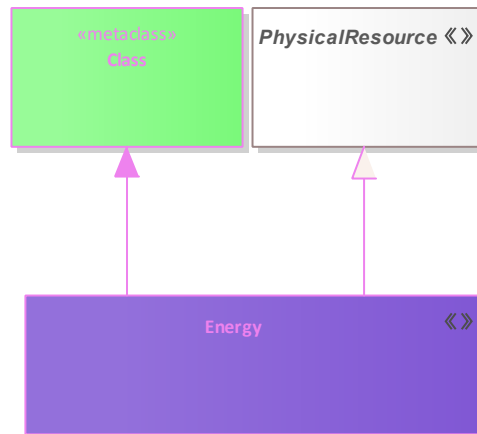 «metaclass»
Class
PhysicalResource «»
Energy «»